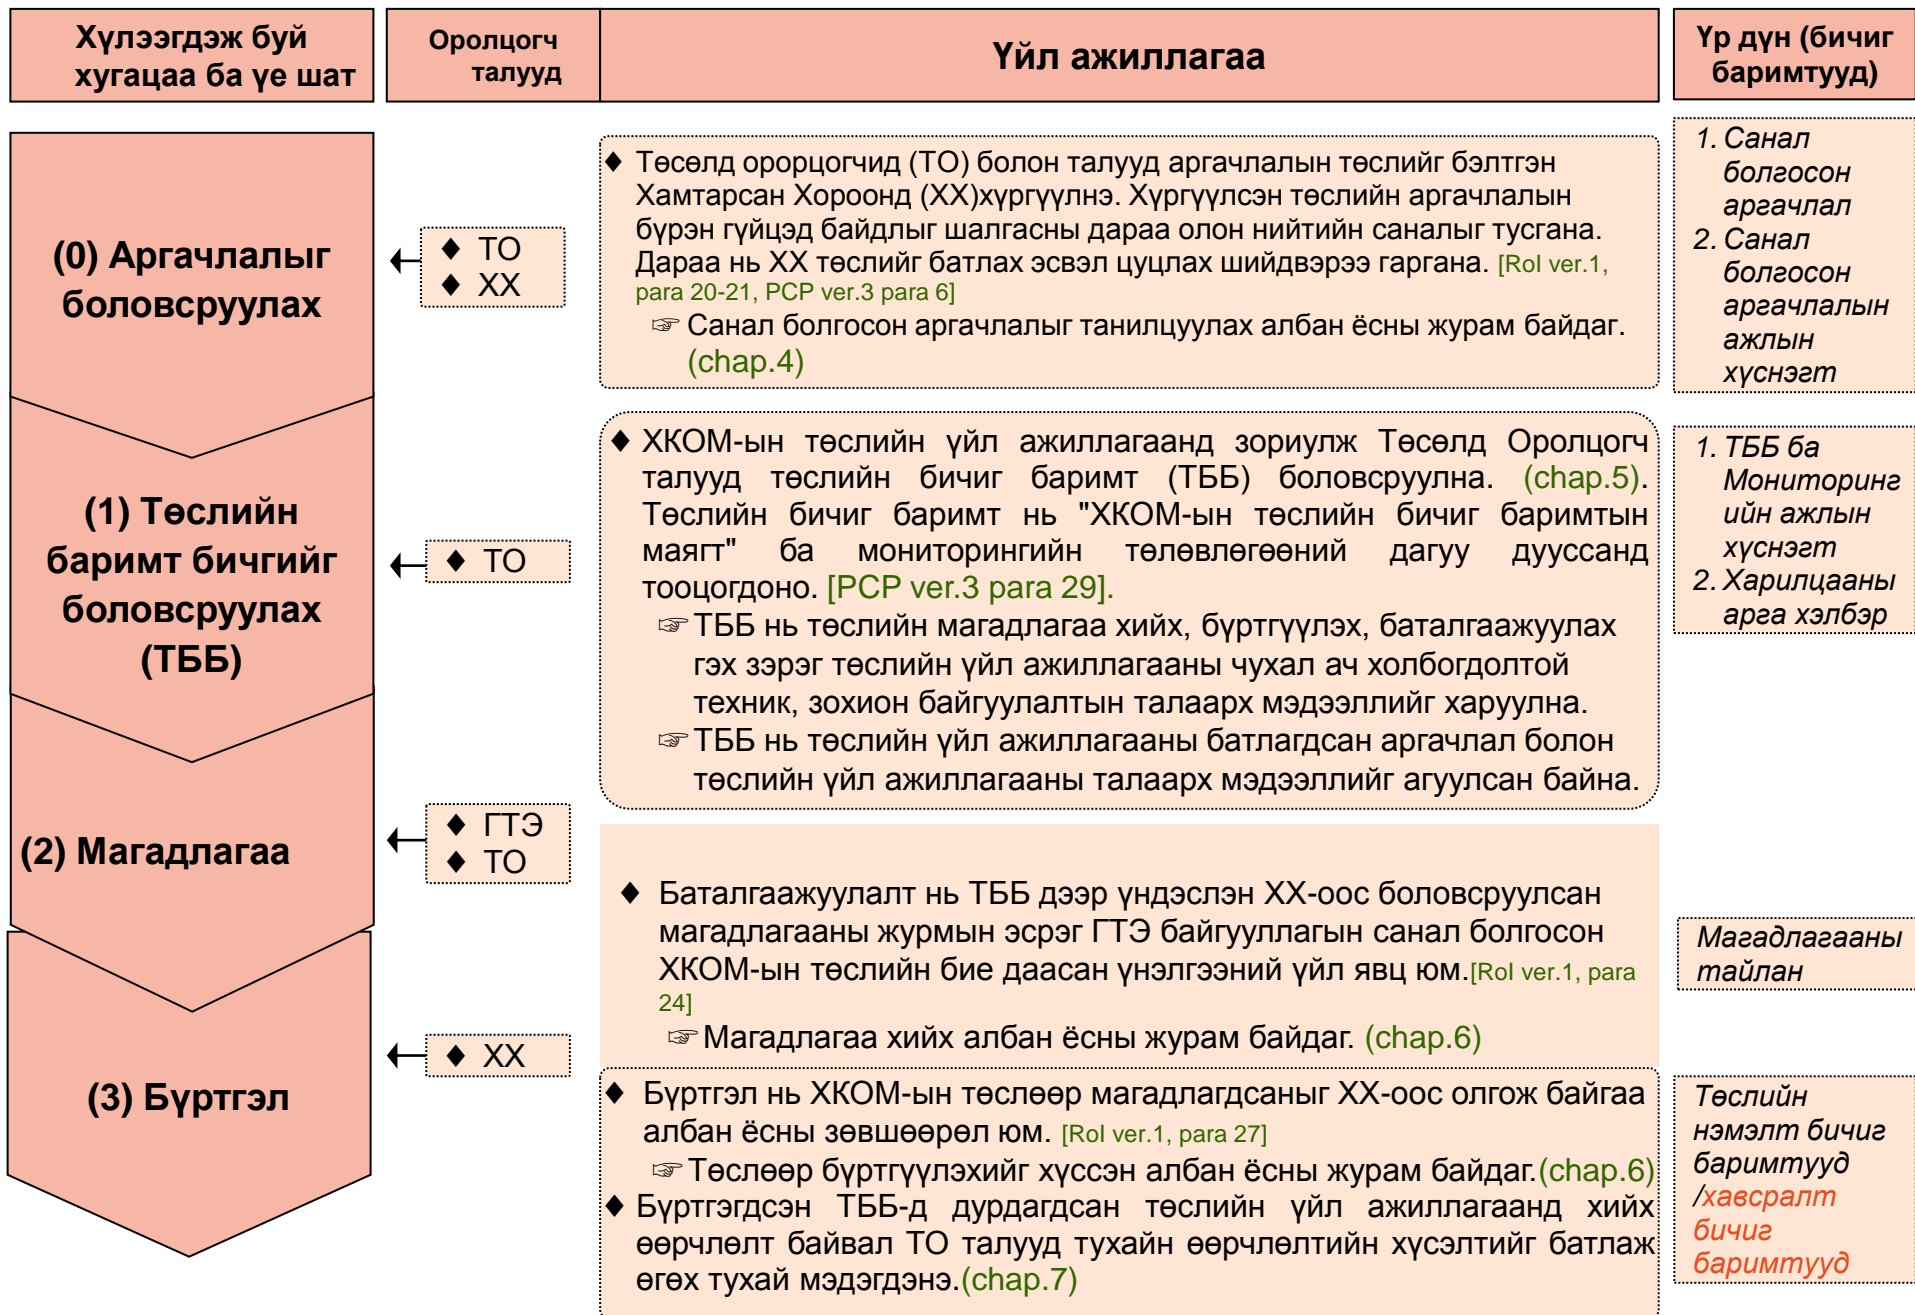 Хүлээгдэж буй
хугацаа ба үе шат
Оролцогч
талууд
Үйл ажиллагаа
Үр дүн (бичиг
баримтууд)
(0) Аргачлалыг
боловсруулах
♦ ТО
♦ ХХ
♦ Төсөлд орорцогчид (ТО) болон талууд аргачлалын төслийг бэлтгэн
Хамтарсан Хороонд (ХХ)хүргүүлнэ. Хүргүүлсэн төслийн аргачлалын
бүрэн гүйцэд байдлыг шалгасны дараа олон нийтийн саналыг тусгана.
Дараа нь ХХ төслийг батлах эсвэл цуцлах шийдвэрээ гаргана. [RoI ver.1,
para 20-21, PCP ver.3 para 6]
☞ Санал болгосон аргачлалыг танилцуулах албан ёсны журам байдаг.
(chap.4)
1. Санал
болгосон
аргачлал
2. Санал
болгосон
аргачлалын
ажлын
хүснэгт
(1) Төслийн
баримт бичгийг
боловсруулах
(ТББ)
♦ ТО
♦ ХКОМ-ын төслийн үйл ажиллагаанд зориулж Төсөлд Оролцогч
талууд төслийн бичиг баримт (ТББ) боловсруулна. (chap.5).
Төслийн бичиг баримт нь "ХКОМ-ын төслийн бичиг баримтын
маягт" ба мониторингийн төлөвлөгөөний дагуу дууссанд
тооцогдоно. [PCP ver.3 para 29].
☞ ТББ нь төслийн магадлагаа хийх, бүртгүүлэх, баталгаажуулах
гэх зэрэг төслийн үйл ажиллагааны чухал ач холбогдолтой
техник, зохион байгуулалтын талаарх мэдээллийг харуулна.
☞ ТББ нь төслийн үйл ажиллагааны батлагдсан аргачлал болон
төслийн үйл ажиллагааны талаарх мэдээллийг агуулсан байна.
1. ТББ ба
Мониторинг
ийн ажлын
хүснэгт
2. Харилцааны
арга хэлбэр
(2) Магадлагаа
♦ ГТЭ
♦ ТО
♦ Баталгаажуулалт нь ТББ дээр үндэслэн ХХ-оос боловсруулсан
магадлагааны журмын эсрэг ГТЭ байгууллагын санал болгосон
ХКОМ-ын төслийн бие даасан үнэлгээний үйл явц юм.[RoI ver.1, para
24]
☞ Магадлагаа хийх албан ёсны журам байдаг. (chap.6)
Магадлагааны
тайлан
(3) Бүртгэл
♦ ХХ
♦ Бүртгэл нь ХКОМ-ын төслөөр магадлагдсаныг ХХ-оос олгож байгаа
албан ёсны зөвшөөрөл юм. [RoI ver.1, para 27]
☞ Төслөөр бүртгүүлэхийг хүссэн албан ёсны журам байдаг.(chap.6)
♦ Бүртгэгдсэн ТББ-д дурдагдсан төслийн үйл ажиллагаанд хийх
өөрчлөлт байвал ТО талууд тухайн өөрчлөлтийн хүсэлтийг батлаж
өгөх тухай мэдэгдэнэ.(chap.7)
Төслийн
нэмэлт бичиг
баримтууд
/хавсралт
бичиг
баримтууд